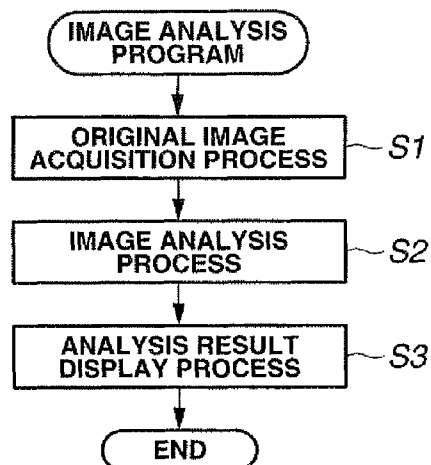 IMAGE ANALYSIS
PROGRAM
ORIGINAL IMAGE
ACQUISITION PROCESS
S1
IMAGE ANALYSIS
PROCESS
S2
ANALYSIS RESULT
DISPLAY PROCESS
S3
END